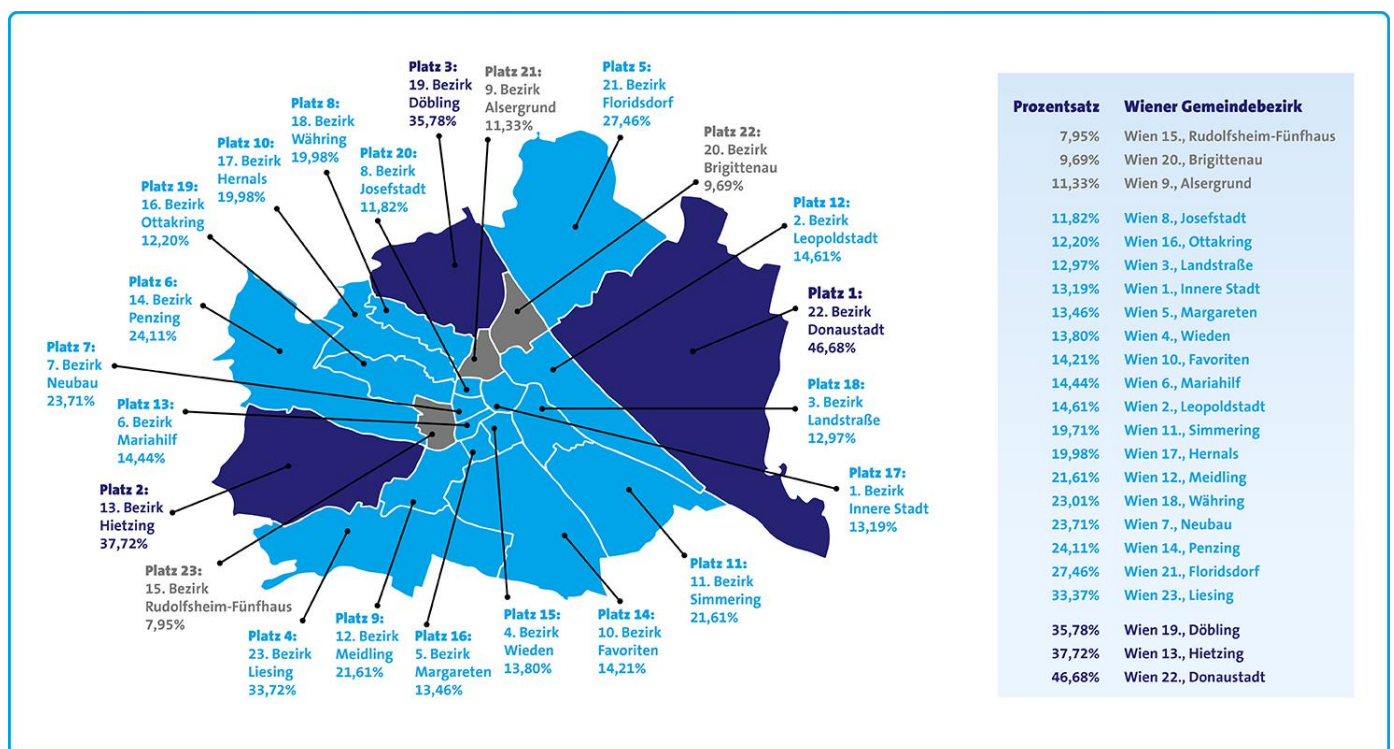 Platz 3:
19. Bezirk
Döbling
35,78%
Platz 21:
9. Bezirk
Alsergrund
11,33%
Platz 5:
21. Bezirk
Floridsdorf
27,46%
Platz 8:
18. Bezirk
Währing
19,98%
Platz 22:
20. Bezirk
Brigittenau
9,69%
Platz 10:
17. Bezirk
Hernals
19,98%
Platz 20:
8. Bezirk
Josefstadt
11,82%
Platz 19:
16. Bezirk
Ottakring
12,20%
Platz 12:
2. Bezirk
Leopoldstadt
14,61%
Platz 6:
14. Bezirk
Penzing
24,11%
Platz 1:
22. Bezirk
Donaustadt
46,68%
Platz 7:
7. Bezirk
Neubau
23,71%
Platz 18:
3. Bezirk
Landstraße
12,97%
Platz 13:
6. Bezirk
Mariahilf
14,44%
Platz 17:
1. Bezirk
Innere Stadt
13,19%
Platz 2:
13. Bezirk
Hietzing
37,72%
Platz 11:
11. Bezirk
Simmering
21,61%
Platz 23:
15. Bezirk
Rudolfsheim-Fünfhaus
7,95%
Platz 4:
23. Bezirk
Liesing
33,72%
Platz 9:
12. Bezirk
Meidling
21,61%
Platz 16:
5. Bezirk
Margareten
13,46%
Platz 15:
4. Bezirk
Wieden
13,80%
Platz 14:
10. Bezirk
Favoriten
14,21%
Prozentsatz Wiener Gemeindebezirk
7,95% Wien 15., Rudolfsheim-Fünfhaus
9,69% Wien 20., Brigittenau
11,33% Wien 9., Alsergrund
11,82% Wien 8., Josefstadt
12,20% Wien 16., Ottakring
12,97% Wien 3., Landstraße
13,19% Wien 1., Innere Stadt
13,46% Wien 5., Margareten
13,80% Wien 4., Wieden
14,21% Wien 10., Favoriten
14,44% Wien 6., Mariahilf
14,61% Wien 2., Leopoldstadt
19,71% Wien 11., Simmering
19,98% Wien 17., Hernals
21,61% Wien 12., Meidling
23,01% Wien 18., Währing
23,71% Wien 7., Neubau
24,11% Wien 14., Penzing
27,46% Wien 21., Floridsdorf
33,37% Wien 23., Liesing
35,78% Wien 19., Döbling
37,72% Wien 13., Hietzing
46,68% Wien 22., Donaustadt